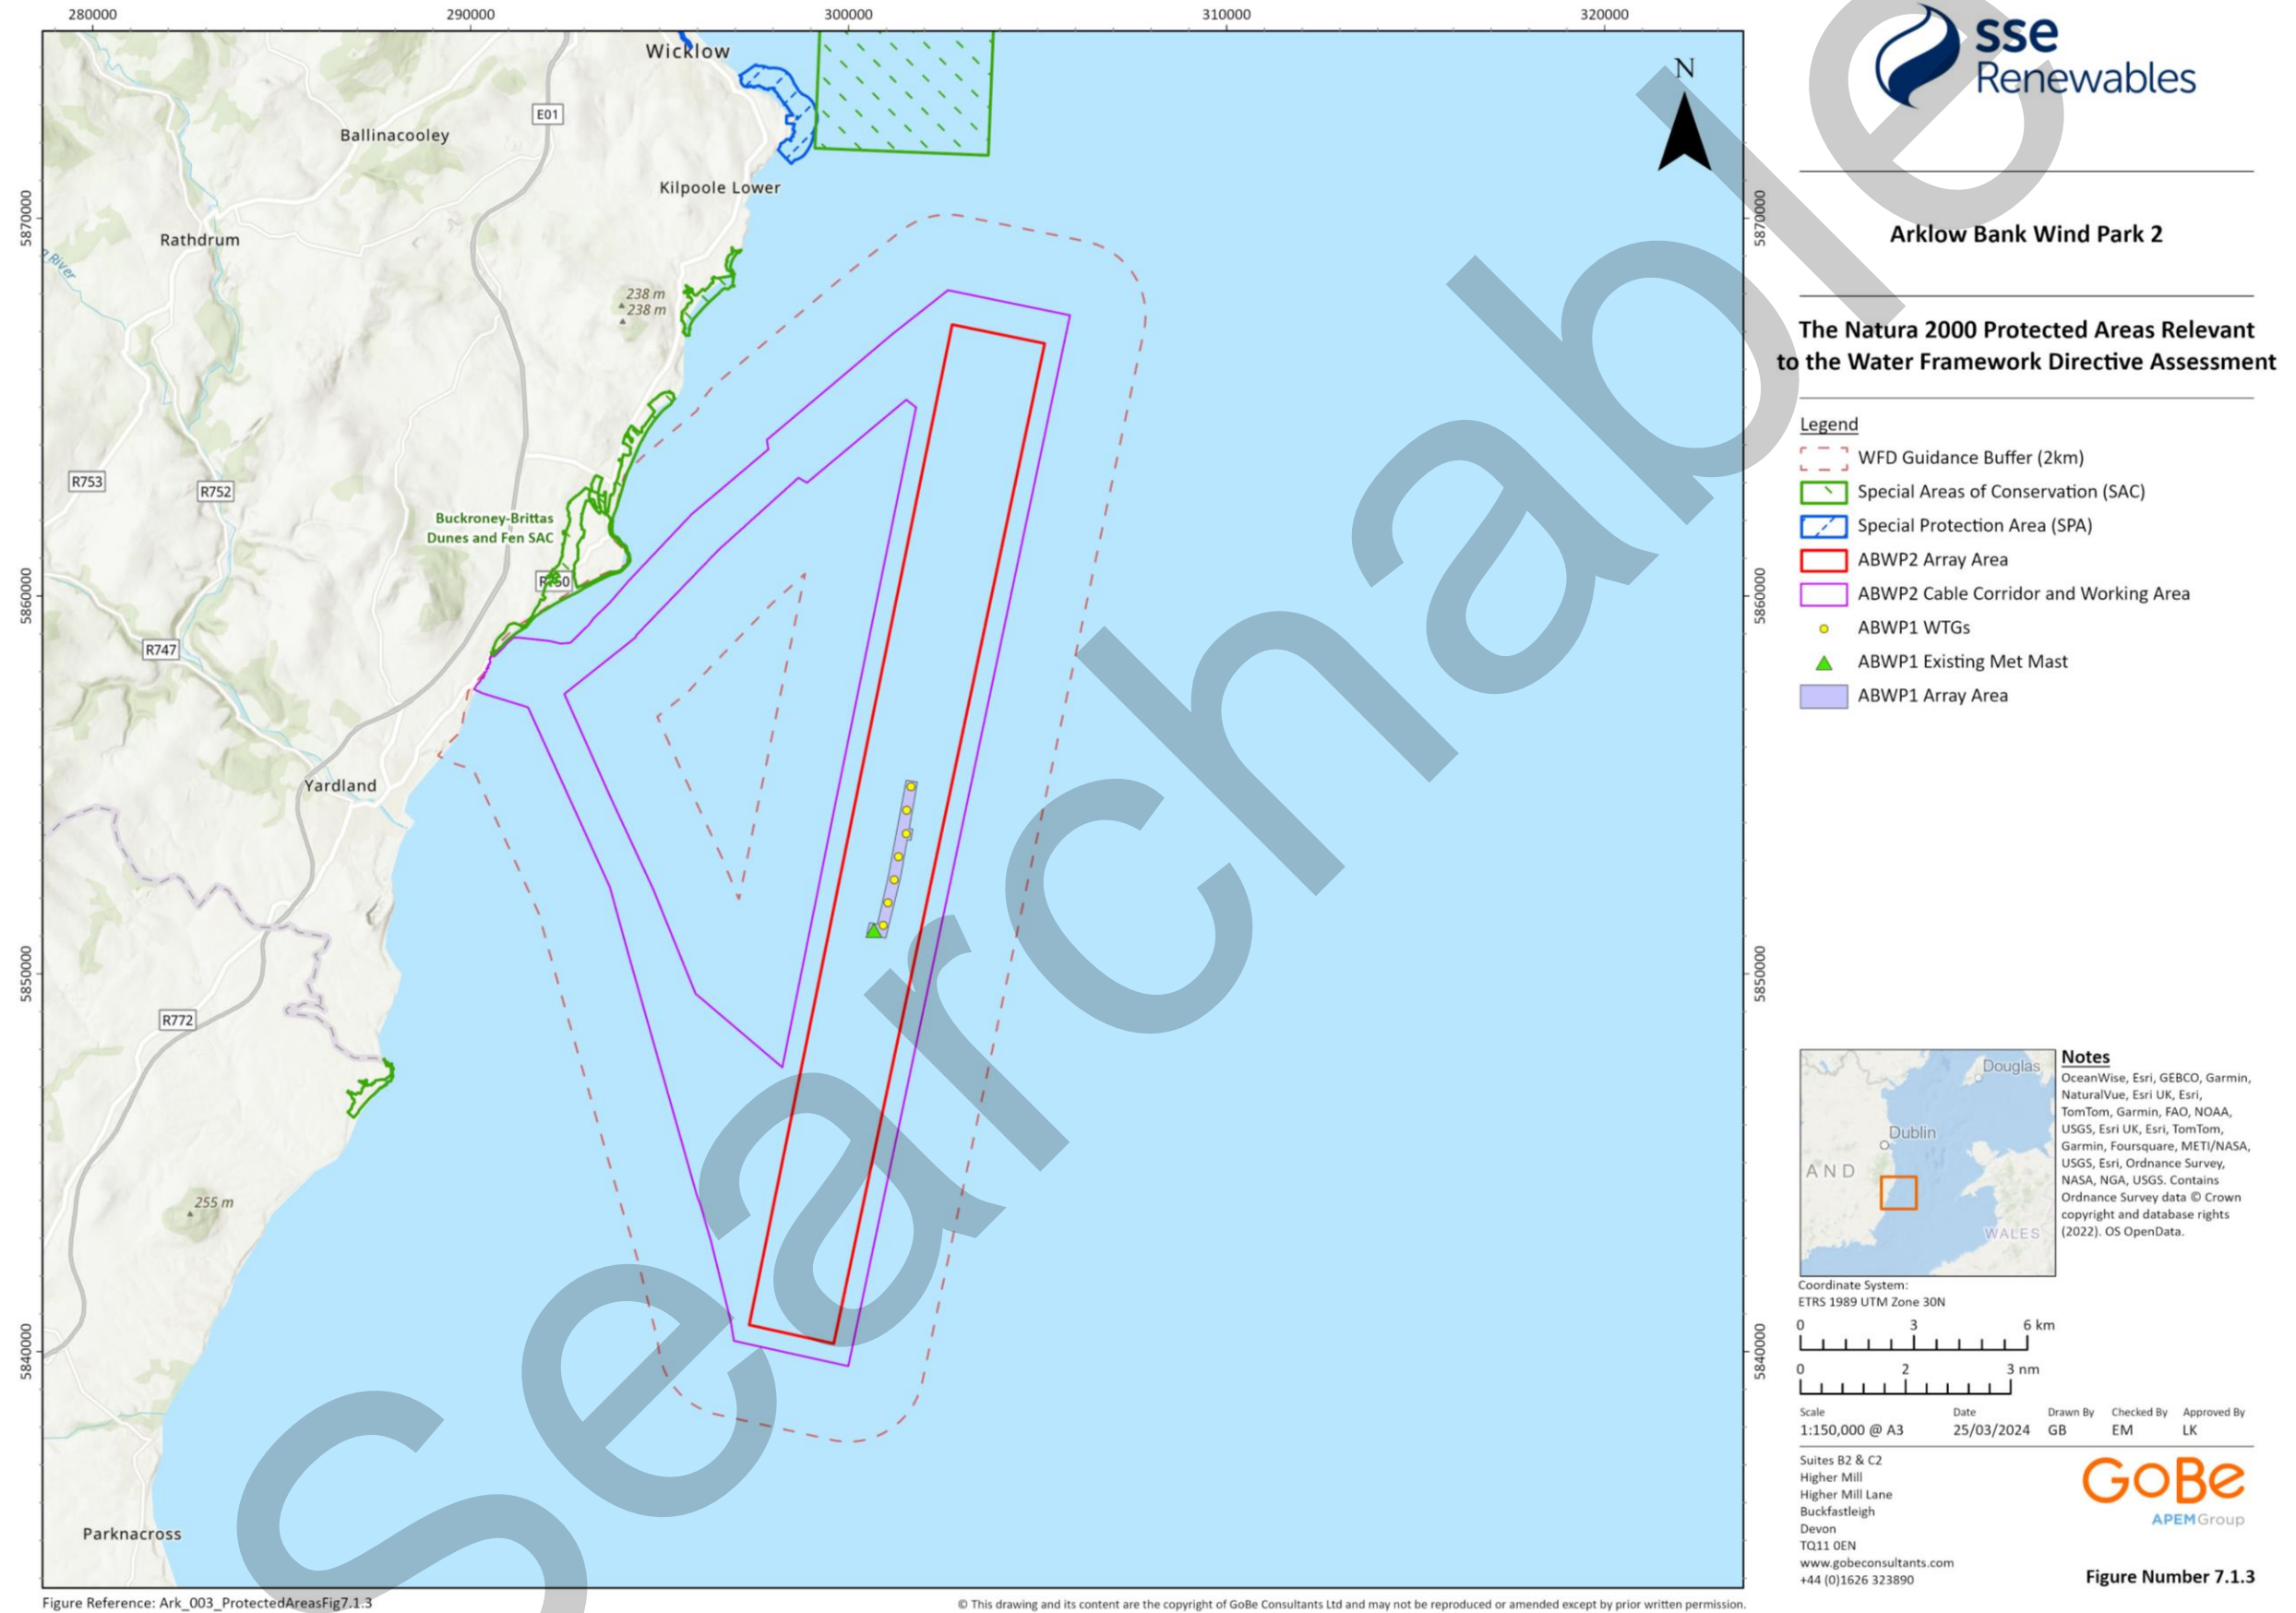 280000
290000
300000
310000
320000
Wicklow
N
E01
Ballinacooley
Kilpoole Lower
5870000
5870000
Rathdrum
River
238 m
238 m
R753
R752
Buckroney-Brittas
Dunes and Fen SAC
5860000
5860000
R747
Yardland
5850000
5850000
R772
255 m
5840000
5840000
Parknacross
Searchable
sse
Renewables
Arklow Bank Wind Park 2
The Natura 2000 Protected Areas Relevant
to the Water Framework Directive Assessment
Legend
WFD Guidance Buffer (2km)
Special Areas of Conservation (SAC)
Special Protection Area (SPA)
ABWP2 Array Area
ABWP2 Cable Corridor and Working Area
ABWP1 WTGs
ABWP1 Existing Met Mast
ABWP1 Array Area
Douglas
Dublin
AND
WALES
Notes
OceanWise, Esri, GEBCO, Garmin,
NaturalVue, Esri UK, Esri,
TomTom, Garmin, FAO, NOAA,
USGS, Esri UK, Esri, TomTom,
Garmin, Foursquare, METI/NASA,
USGS, Esri, Ordnance Survey,
NASA, NGA, USGS. Contains
Ordnance Survey data © Crown
copyright and database rights
(2022). OS OpenData.
Coordinate System:
ETRS 1989 UTM Zone 30N
0 3 6 km
0 2 3 nm
Scale Date Drawn By Checked By Approved By
1:150,000 @ A3 25/03/2024 GB EM LK
Suites B2 & C2
Higher Mill
Higher Mill Lane
Buckfastleigh
Devon
TQ11 0EN
www.gobeconsultants.com
+44 (0)1626 323890
GoBe
APEMGroup
Figure Number 7.1.3
Figure Reference: Ark_003_ProtectedAreasFig7.1.3
© This drawing and its content are the copyright of GoBe Consultants Ltd and may not be reproduced or amended except by prior written permission.